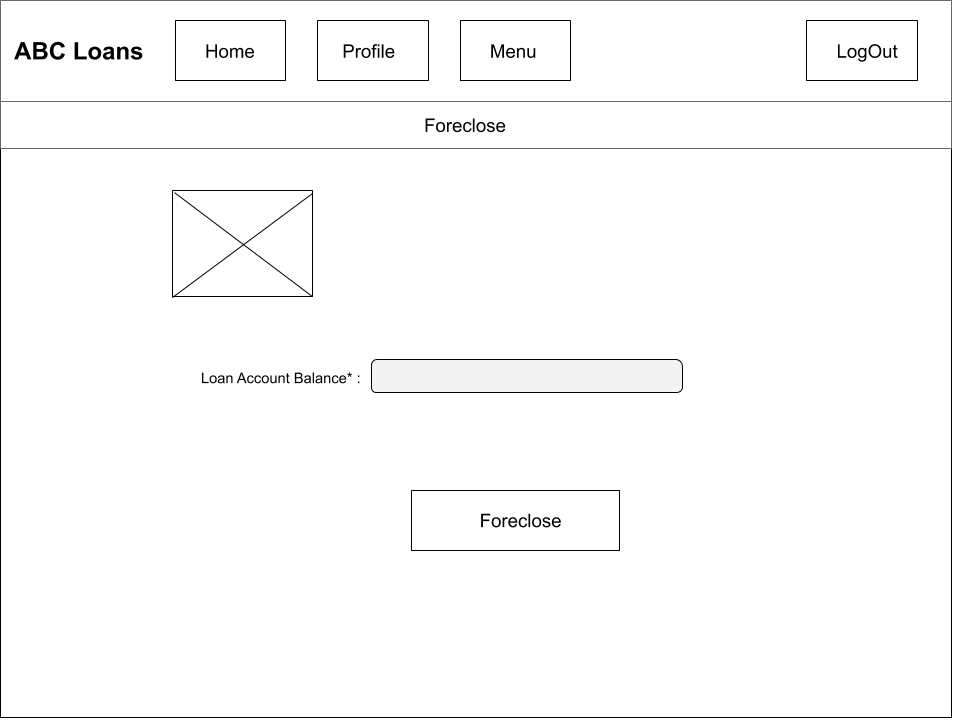 ABC Loans
Home
Profile
Menu
LogOut
Foreclose
Loan Account Balance* :
Foreclose